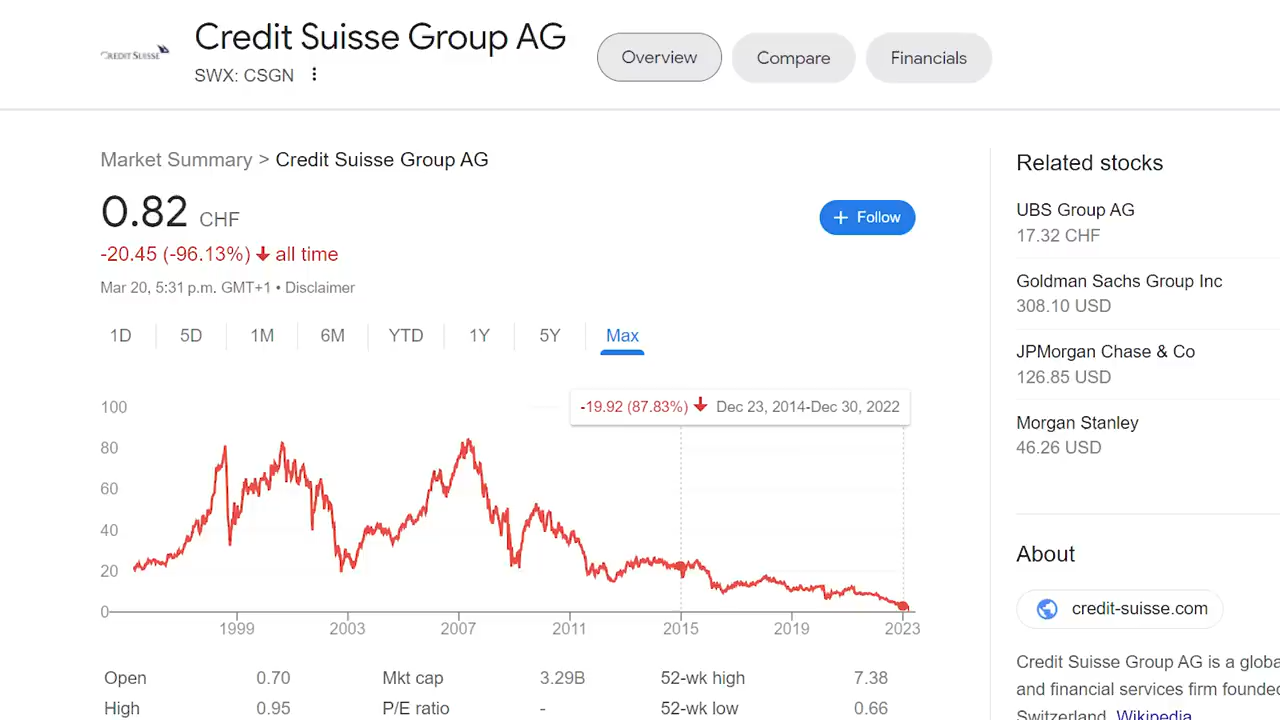 CREDIT SUISSE
Credit Suisse Group AG
SWX: CSGN
Overview
Compare
Financials
Market Summary > Credit Suisse Group AG
0.82 CHF
+ Follow
-20.45 (-96.13%) ↓ all time
Mar 20, 5:31 p.m. GMT+1 • Disclaimer
1D 5D 1M 6M YTD 1Y 5Y Max
-19.92 (87.83%) ↓ Dec 23, 2014-Dec 30, 2022
100
80
60
40
20
0
1999 2003 2007 2011 2015 2019 2023
Open 0.70 Mkt cap 3.29B 52-wk high 7.38
High 0.95 P/E ratio - 52-wk low 0.66
Related stocks
UBS Group AG
17.32 CHF
Goldman Sachs Group Inc
308.10 USD
JPMorgan Chase & Co
126.85 USD
Morgan Stanley
46.26 USD
About
credit-suisse.com
Credit Suisse Group AG is a globa
and financial services firm founded
Switzerland. Wikipedia